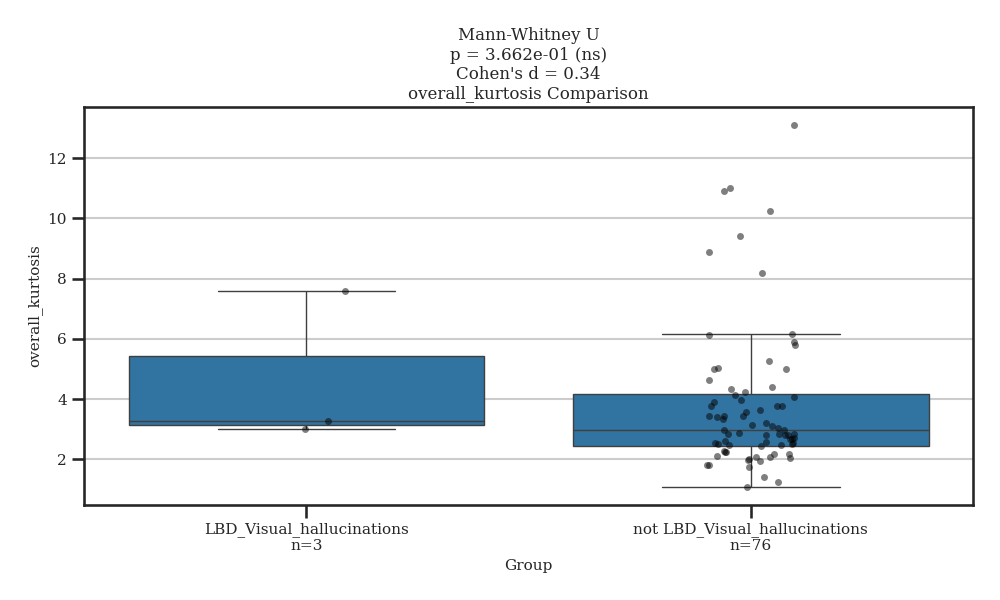 Mann-Whitney U
p = 3.662e-01 (ns)
Cohen's d = 0.34
overall_kurtosis Comparison
overall_kurtosis
12
10
8
6
4
2
LBD_Visual_hallucinations
n=3
not LBD_Visual_hallucinations
n=76
Group